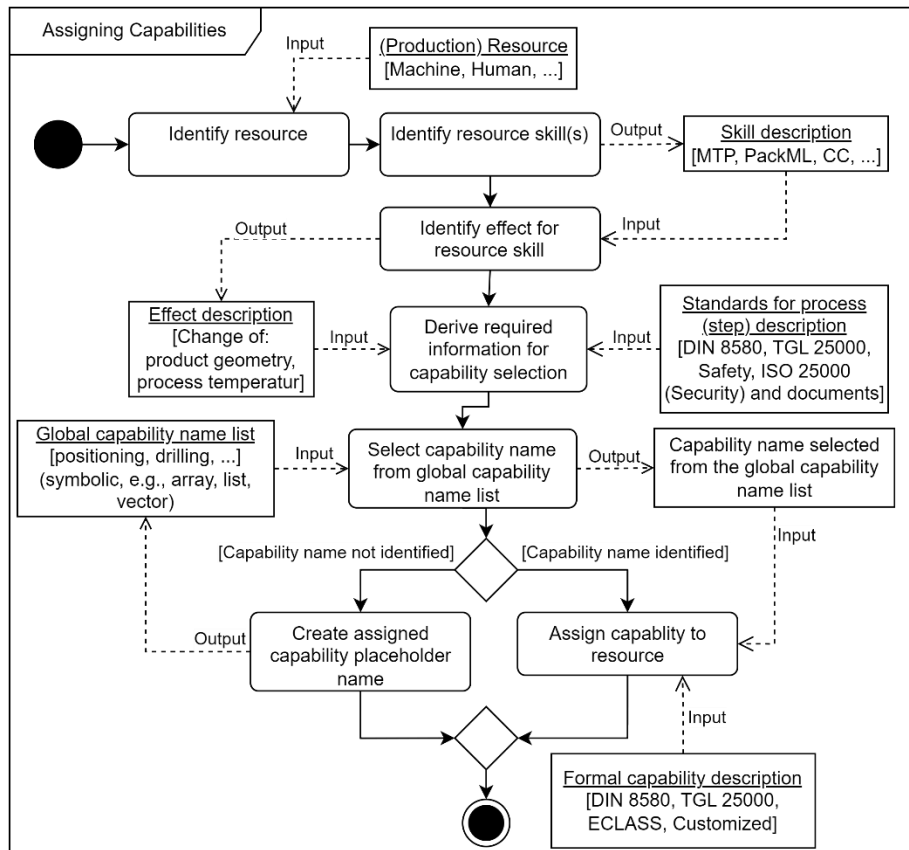 Assigning Capabilities
Input
(Production) Resource
[Machine, Human, ...]
Identify resource
Identify resource skill(s)
Output
Skill description
[MTP, PackML, CC, ...]
Output
Identify effect for
resource skill
Input
Effect description
[Change of:
product geometry,
process temperatur]
Input
Derive required
information for
capability selection
Input
Standards for process
(step) description
[DIN 8580, TGL 25000,
Safety, ISO 25000
(Security) and documents]
Global capability name list
[positioning, drilling, ...]
(symbolic, e.g., array, list,
vector)
Input
Select capability name
from global capability
name list
Output
Capability name selected
from the global capability
name list
Input
[Capability name not identified]
[Capability name identified]
Output
Create assigned
capability placeholder
name
Assign capablity to
resource
Input
Formal capability description
[DIN 8580, TGL 25000,
ECLASS, Customized]